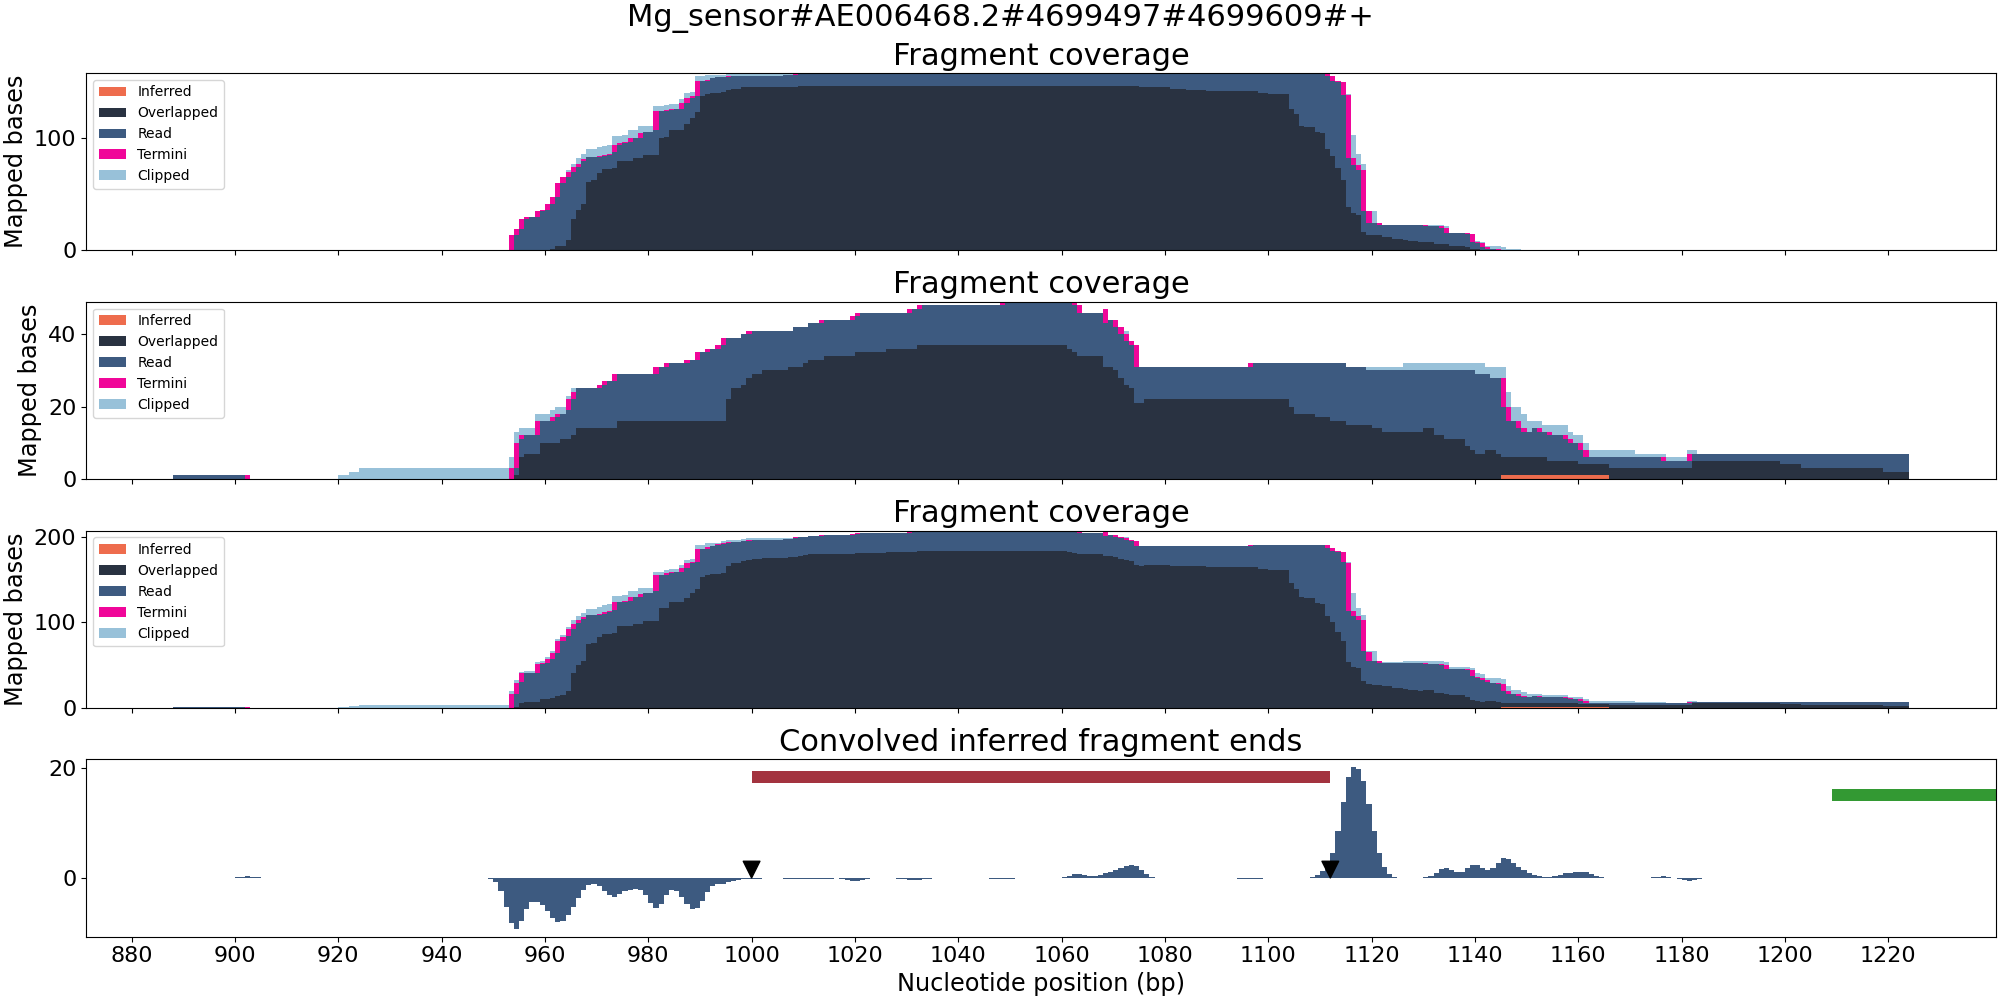 Mg_sensor#AE006468.2#4699497#4699609#+
Fragment coverage
Mapped bases
100
0
Inferred
Overlapped
Read
Termini
Clipped
Fragment coverage
Mapped bases
40
20
0
Inferred
Overlapped
Read
Termini
Clipped
Fragment coverage
Mapped bases
200
100
0
Inferred
Overlapped
Read
Termini
Clipped
Convolved inferred fragment ends
20
0
880 900 920 940 960 980 1000 1020 1040 1060 1080 1100 1120 1140 1160 1180 1200 1220
Nucleotide position (bp)